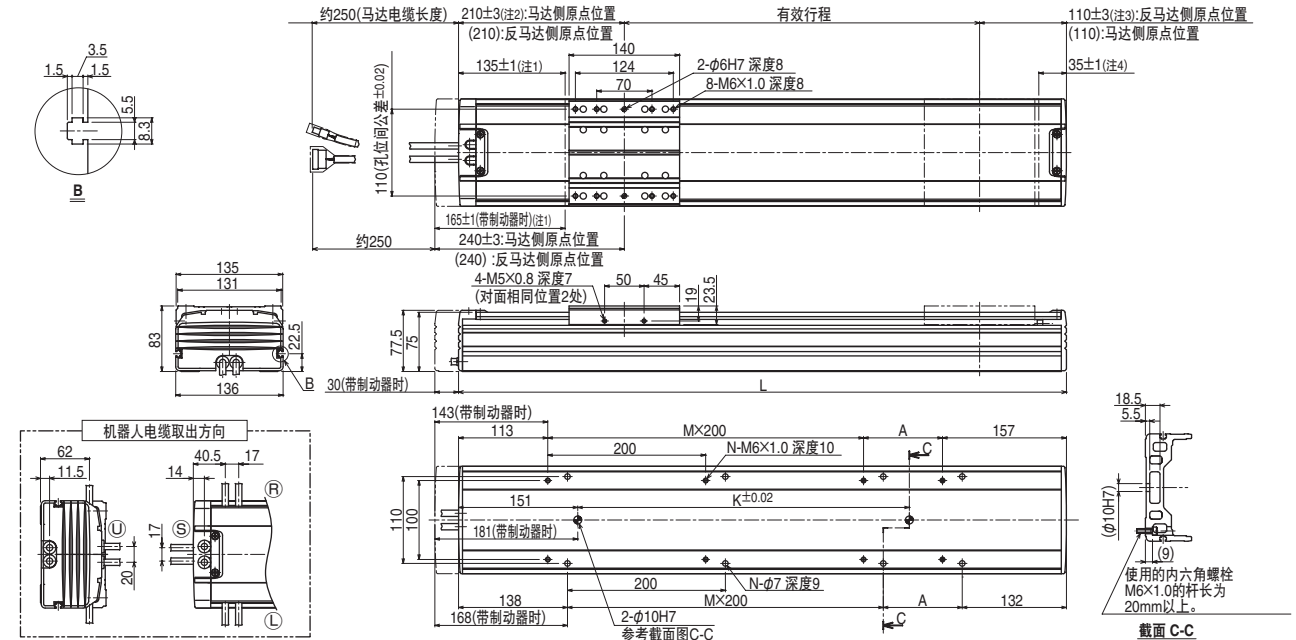 约250(马达电缆长度)
210±3(注2):马达侧原点位置
(210):反马达侧原点位置
有效行程
110±3(注3):反马达侧原点位置
(110):马达侧原点位置
140
135±1(注1)
124
70
2-φ6H7 深度8
8-M6×1.0 深度8
35±1(注4)
3.5
1.5
1.5
5.5
8.3
B
110(孔位间公差±0.02)
165±1(带制动器时)(注1)
约250
240±3:马达侧原点位置
(240) :反马达侧原点位置
135
131
83
22.5
136
B
4-M5×0.8 深度7
(对面相同位置2处)
50
45
19
23.5
77.5
75
30(带制动器时)
L
机器人电缆取出方向
62
11.5
40.5
17
14
17
20
Ⓤ
Ⓢ
Ⓡ
Ⓛ
143(带制动器时)
113
M×200
A
157
200
N-M6×1.0 深度10
C
151
K±0.02
181(带制动器时)
110
100
200
N-φ7 深度9
138
M×200
A
132
168(带制动器时)
2-φ10H7
参考截面图C-C
C
18.5
5.5
(φ10H7)
(9)
使用的内六角螺栓
M6×1.0的杆长为
20mm以上。
截面 C-C